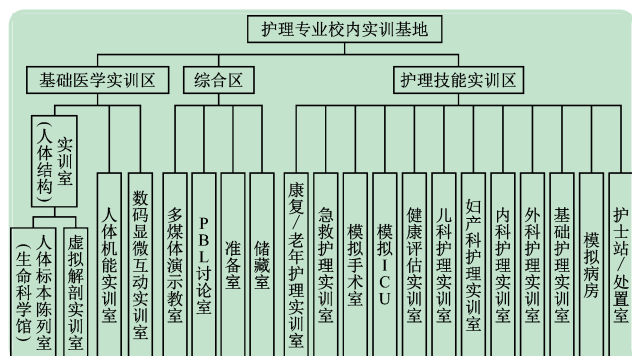 护理专业校内实训基地
基础医学实训区
综合区
护理技能实训区
实训室
(人体结构)
人体标本陈列室
(生命科学馆)
虚拟解剖实训室
人体机能实训室
数码显微互动实训室
多媒体演示教室
PBL讨论室
准备室
储藏室
康复/老年护理实训室
急救护理实训室
模拟手术室
模拟ICU
健康评估实训室
儿科护理实训室
妇产科护理实训室
内科护理实训室
外科护理实训室
基础护理实训室
模拟病房
护士站/处置室